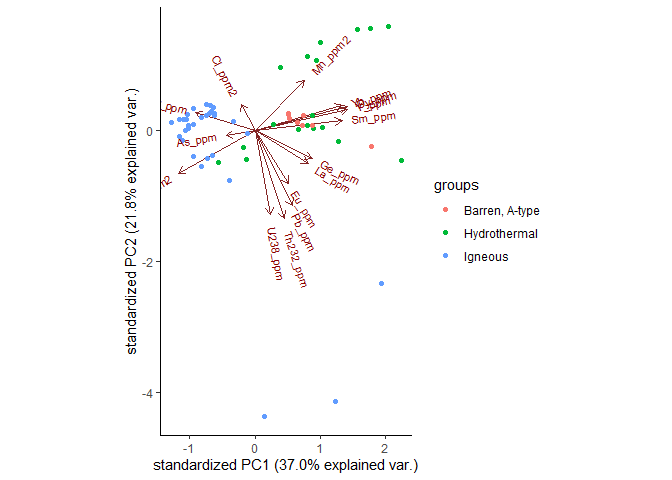 standardized PC2 (21.8% explained var.)
0
-2
-4
-1
0
1
2
standardized PC1 (37.0% explained var.)
Cl_ppm2
Mn_ppm2
_ppm
As_ppm
n2
Sm_ppm
Ge_ppm
La_ppm
Eu_ppm
Pb_ppm
Th232_ppm
U238_ppm
groups
Barren, A-type
Hydrothermal
Igneous